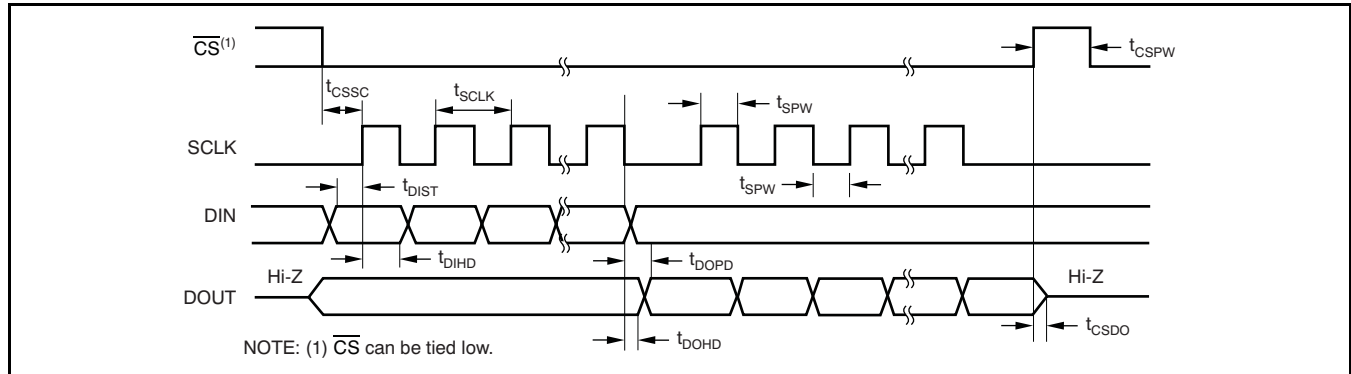 CS(1)
tCSPW
tCSSC
tSCLK
tSPW
SCLK
tDIST
tSPW
DIN
tDIHD
tDOPD
Hi-Z
Hi-Z
DOUT
tCSDO
tDOHD
NOTE: (1) CS can be tied low.